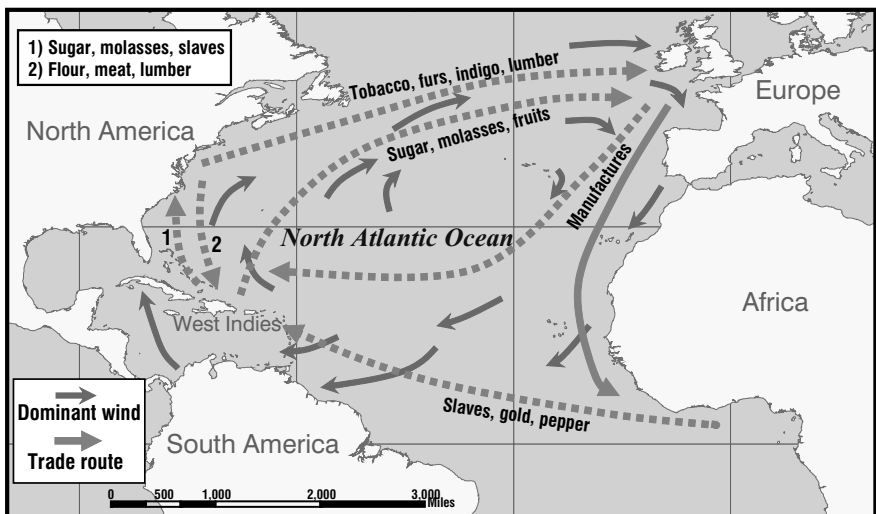 1) Sugar, molasses, slaves
2) Flour, meat, lumber
Tobacco, furs, indigo, lumber
Europe
North America
Sugar, molasses, fruits
Manufactures
1
2
North Atlantic Ocean
Africa
West Indies
Dominant wind
Trade route
Slaves, gold, pepper
South America
0 500 1,000 2,000 3,000
Miles